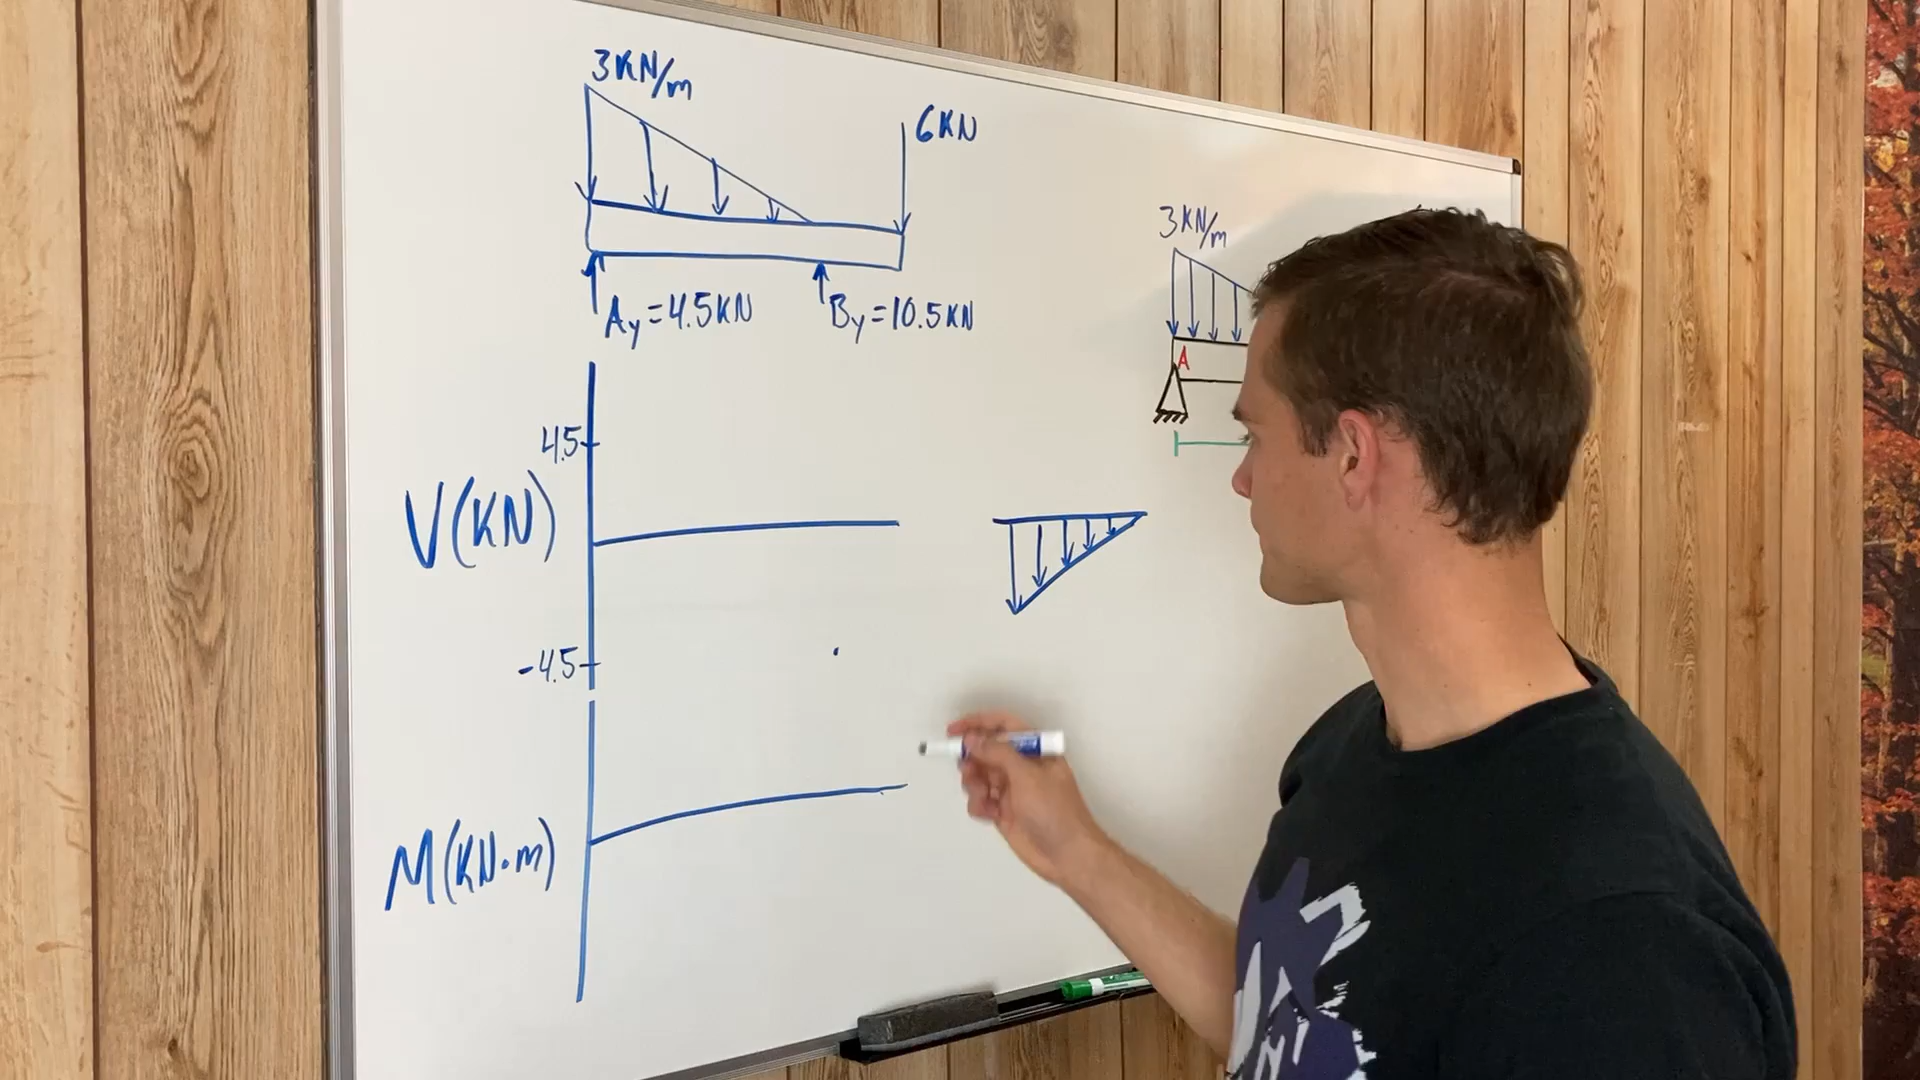 3KN/m
6KN
Ay=4.5KN
By=10.5KN
4.5
V(KN)
-4.5
M(KN·m)
3KN/m
A